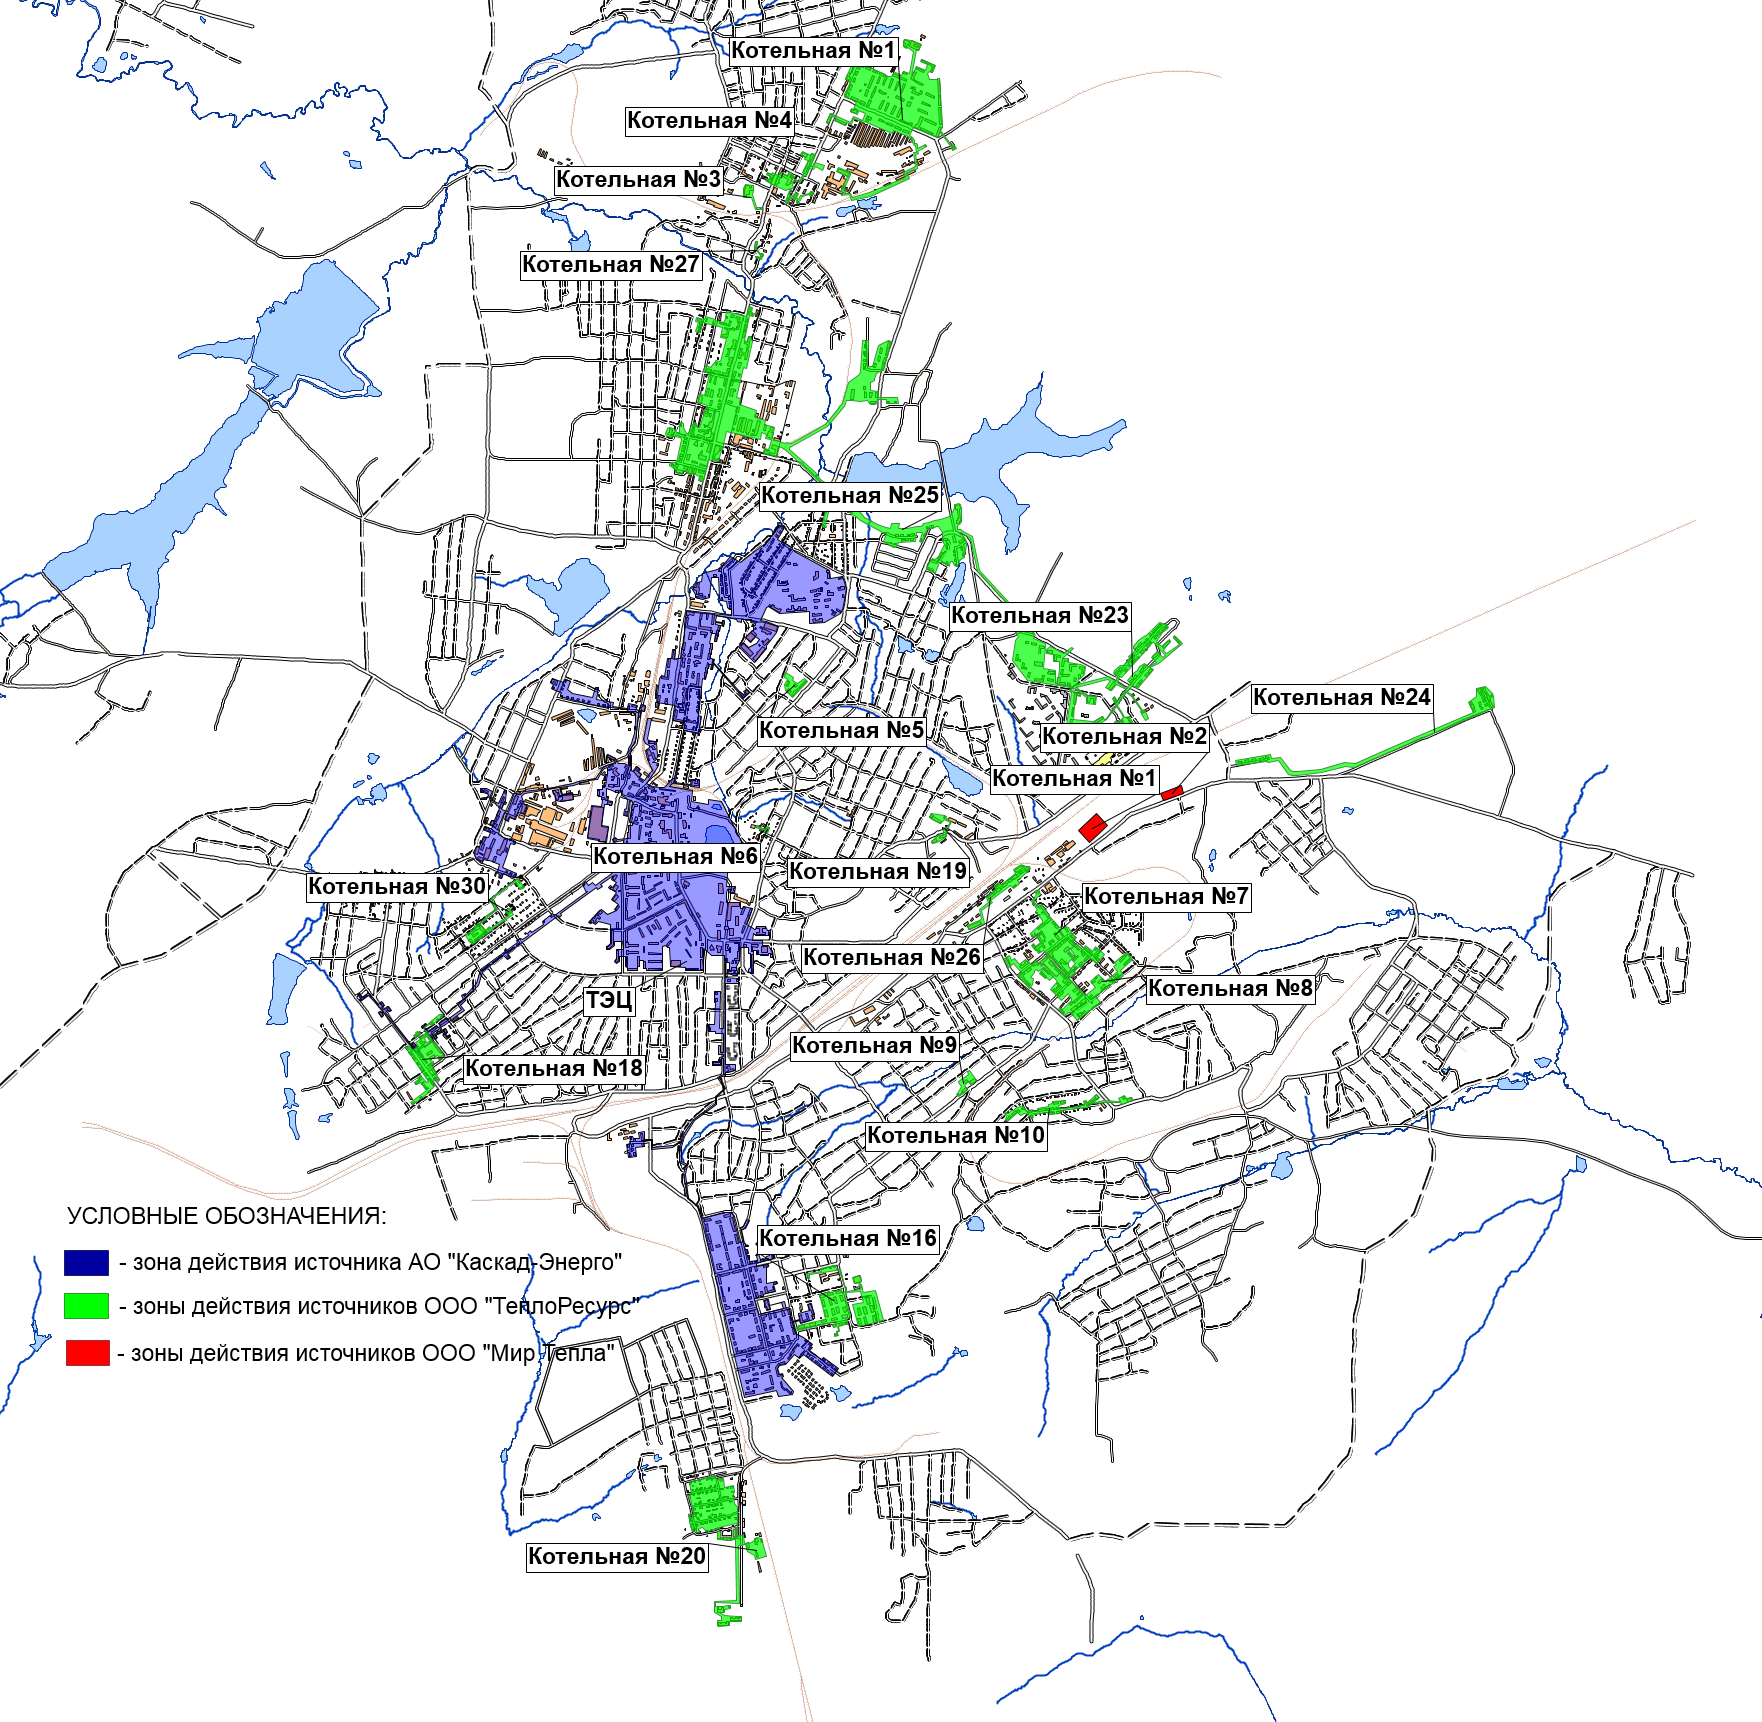 Котельная №1
Котельная №4
Котельная №3
Котельная №27
Котельная №25
Котельная №23
Котельная №24
Котельная №5
Котельная №2
Котельная №1
Котельная №6
Котельная №19
Котельная №30
Котельная №7
Котельная №26
Котельная №8
ТЭЦ
Котельная №9
Котельная №18
Котельная №10
УСЛОВНЫЕ ОБОЗНАЧЕНИЯ:
Котельная №16
- зона действия источника АО "Каскад-Энерго"
- зоны действия источников ООО "ТеплоРесурс"
- зоны действия источников ООО "Мир Тепла"
Котельная №20